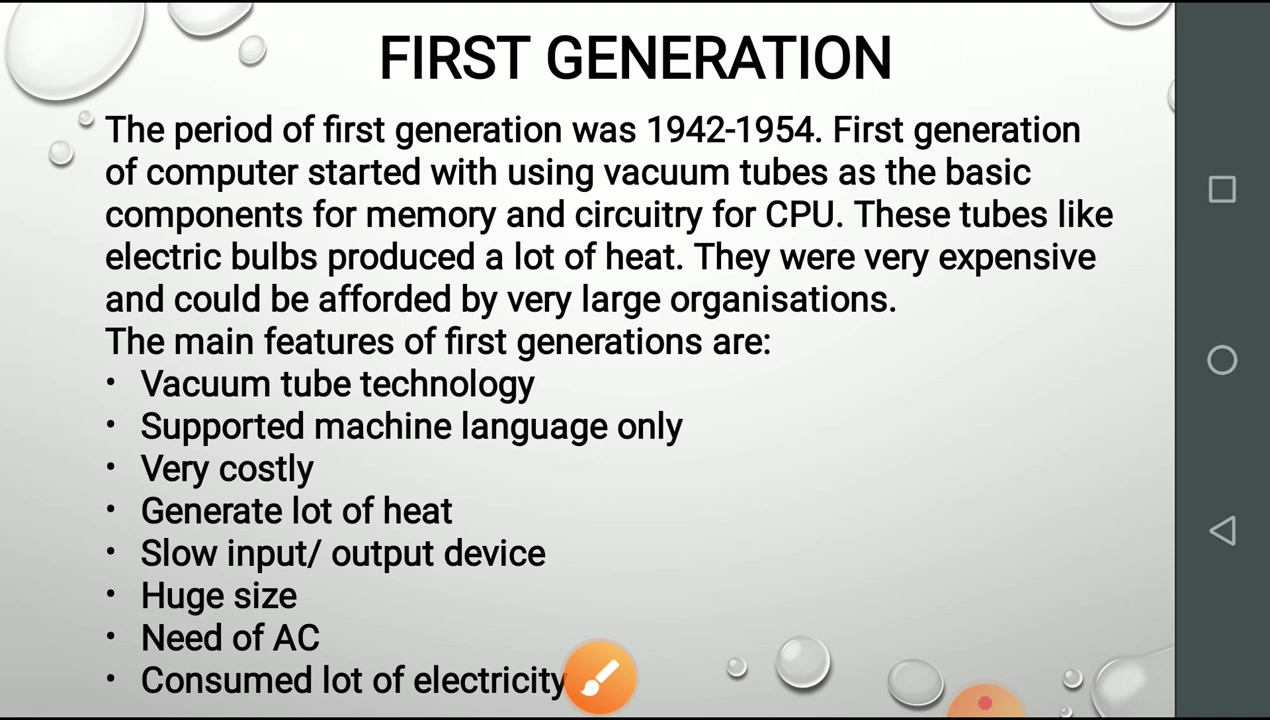 FIRST GENERATION
The period of first generation was 1942-1954. First generation
of computer started with using vacuum tubes as the basic
components for memory and circuitry for CPU. These tubes like
electric bulbs produced a lot of heat. They were very expensive
and could be afforded by very large organisations.
The main features of first generations are:
• Vacuum tube technology
• Supported machine language only
• Very costly
• Generate lot of heat
• Slow input/ output device
• Huge size
• Need of AC
• Consumed lot of electricity